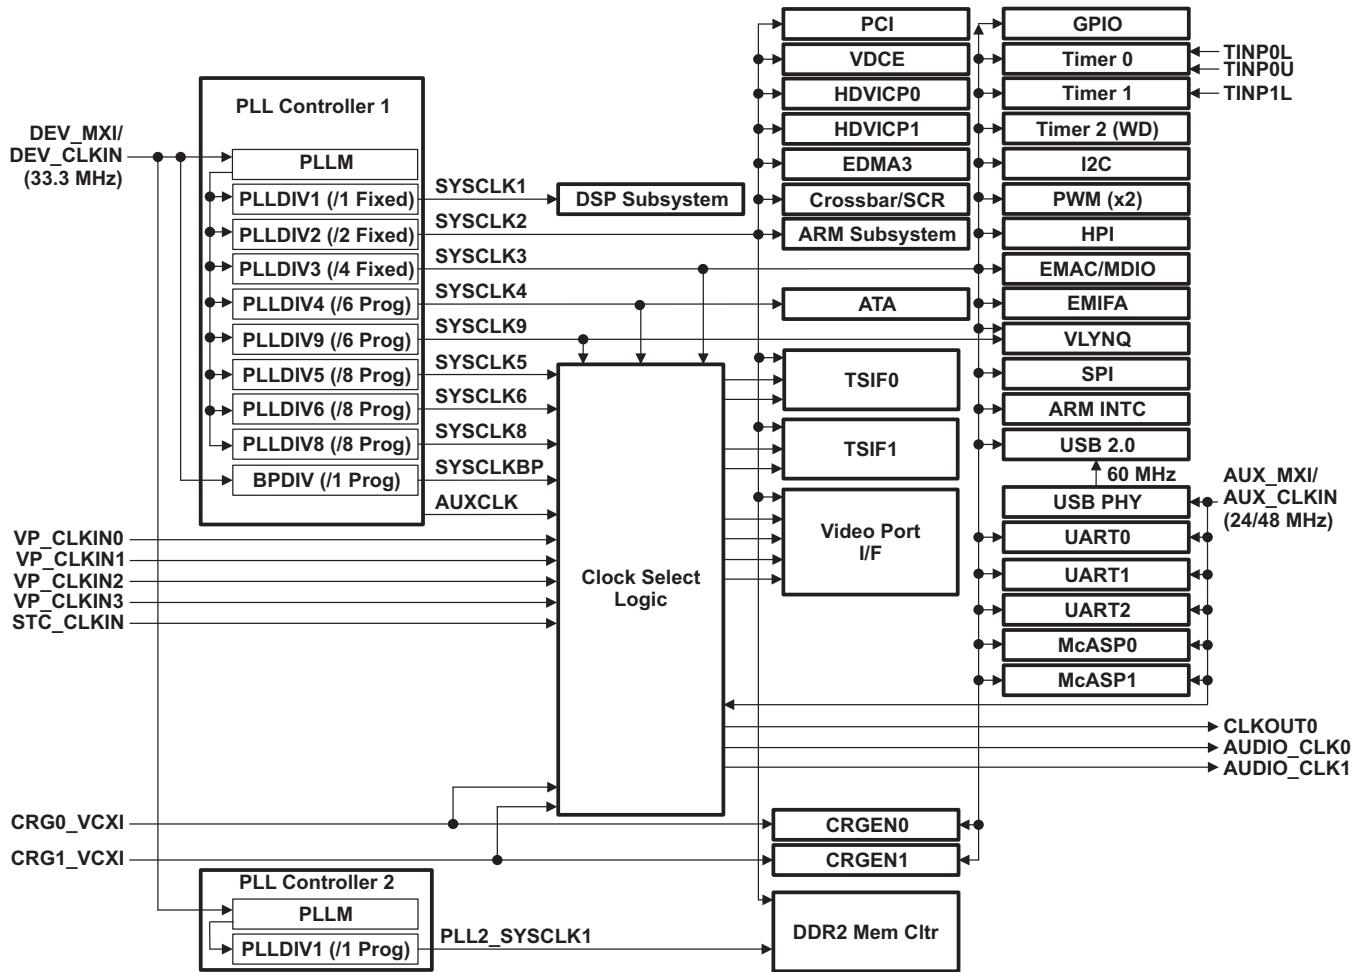 PCI
VDCE
HDVICP0
HDVICP1
EDMA3
Crossbar/SCR
ARM Subsystem
GPIO
Timer 0
Timer 1
Timer 2 (WD)
I2C
PWM (x2)
HPI
EMAC/MDIO
EMIFA
VLYNQ
SPI
ARM INTC
USB 2.0
60 MHz
USB PHY
UART0
UART1
UART2
McASP0
McASP1
TINP0L
TINP0U
TINP1L
AUX_MXI/
AUX_CLKIN
(24/48 MHz)
PLL Controller 1
DEV_MXI/
DEV_CLKIN
(33.3 MHz)
PLLM
PLLDIV1 (/1 Fixed)
PLLDIV2 (/2 Fixed)
PLLDIV3 (/4 Fixed)
PLLDIV4 (/6 Prog)
PLLDIV9 (/6 Prog)
PLLDIV5 (/8 Prog)
PLLDIV6 (/8 Prog)
PLLDIV8 (/8 Prog)
BPDIV (/1 Prog)
SYSCLK1
SYSCLK2
SYSCLK3
SYSCLK4
SYSCLK9
SYSCLK5
SYSCLK6
SYSCLK8
SYSCLKBP
AUXCLK
DSP Subsystem
ATA
TSIF0
TSIF1
Video Port
I/F
Clock Select
Logic
VP_CLKIN0
VP_CLKIN1
VP_CLKIN2
VP_CLKIN3
STC_CLKIN
CLKOUT0
AUDIO_CLK0
AUDIO_CLK1
CRG0_VCXI
CRG1_VCXI
CRGEN0
CRGEN1
PLL Controller 2
PLLM
PLLDIV1 (/1 Prog)
PLL2_SYSCLK1
DDR2 Mem Cltr